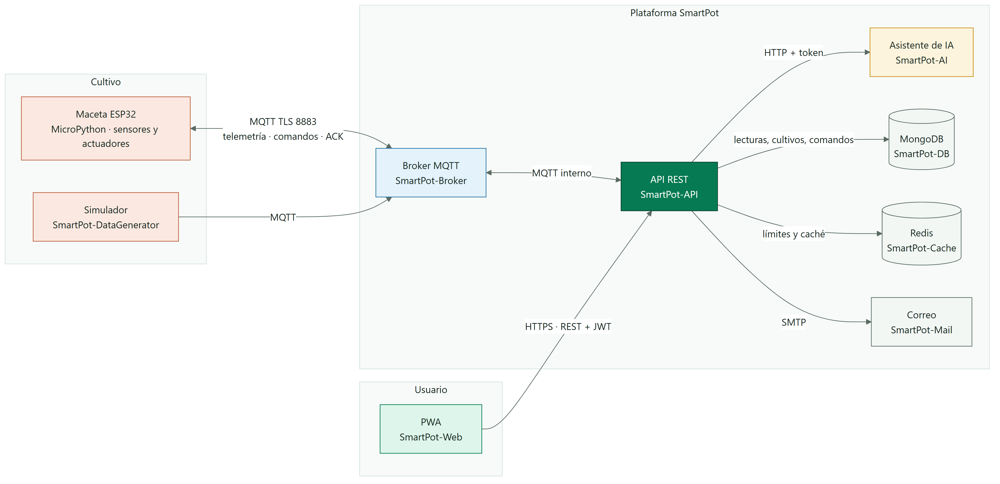 Plataforma SmartPot
Asistente de IA
SmartPot-AI
HTTP + token
Cultivo
Maceta ESP32
MicroPython · sensores y
actuadores
MQTT TLS 8883
telemetría · comandos · ACK
lecturas, cultivos, comandos
MongoDB
SmartPot-DB
Broker MQTT
SmartPot-Broker
MQTT interno
API REST
SmartPot-API
Simulador
SmartPot-DataGenerator
MQTT
límites y caché
Redis
SmartPot-Cache
HTTPS · REST + JWT
SMTP
Correo
SmartPot-Mail
Usuario
PWA
SmartPot-Web